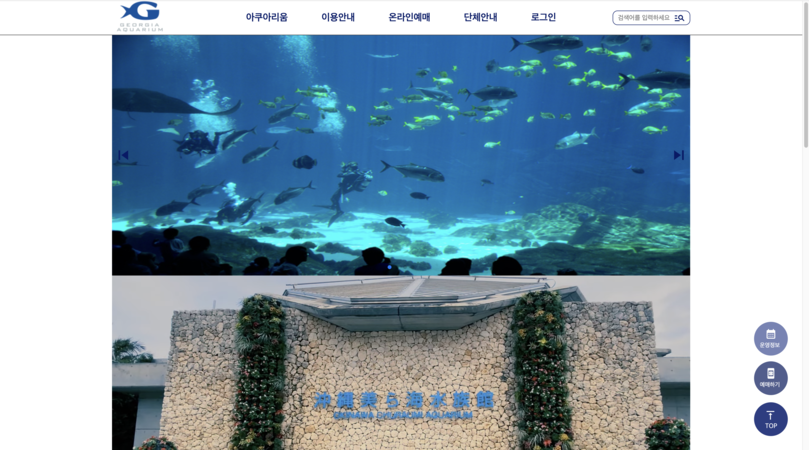 GEORGIA
AQUARIUM
아쿠아리움
이용안내
온라인예매
단체안내
로그인
검색어를 입력하세요
운영정보
예매하기
TOP
沖縄美ら海水族館
OKINAWA CHURAUMI AQUARIUM